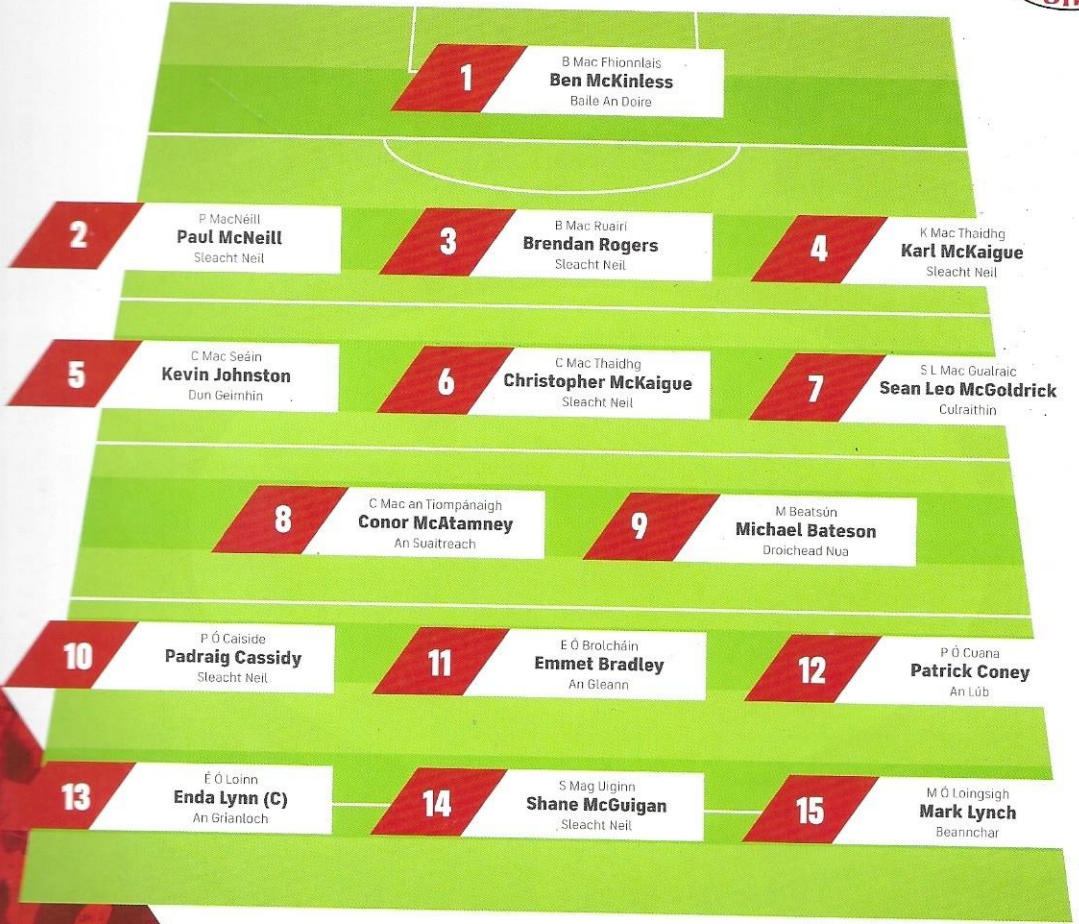 1
B Mac Fhionnlais
Ben McKinless
Baile An Doire
2
P MacNéill
Paul McNeill
Sleacht Neil
3
B Mac Ruairí
Brendan Rogers
Sleacht Neil
4
K Mac Thaidhg
Karl McKaigue
Sleacht Neil
5
C Mac Seáin
Kevin Johnston
Dun Geimhin
6
C Mac Thaidhg
Christopher McKaigue
Sleacht Neil
7
S L Mac Gualraic
Sean Leo McGoldrick
Culraithin
8
C Mac an Tiompánaigh
Conor McAtamney
An Suaitreach
9
M Beatsún
Michael Bateson
Droichead Nua
10
P Ó Caiside
Padraig Cassidy
Sleacht Neil
11
E Ó Brolcháin
Emmet Bradley
An Gleann
12
P Ó Cuana
Patrick Coney
An Lúb
13
É Ó Loinn
Enda Lynn (C)
An Grianloch
14
S Mag Uiginn
Shane McGuigan
Sleacht Neil
15
M Ó Loingsigh
Mark Lynch
Beannchar